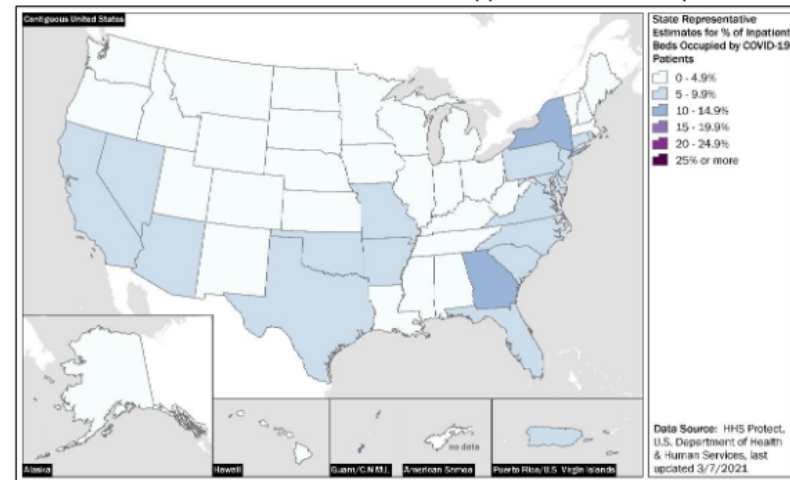 Contiguous United States
State Representative
Estimates for % of Inpatient
Beds Occupied by COVID-19
Patients
0 - 4.9%
5 - 9.9%
10 - 14.9%
15 - 19.9%
20 - 24.9%
25% or more
no data
Alaska
Hawaii
Guam/C.N.M.I.
American Samoa
Puerto Rico/U.S. Virgin Islands
Data Source: HHS Protect,
U.S. Department of Health
& Human Services, last
updated 3/7/2021